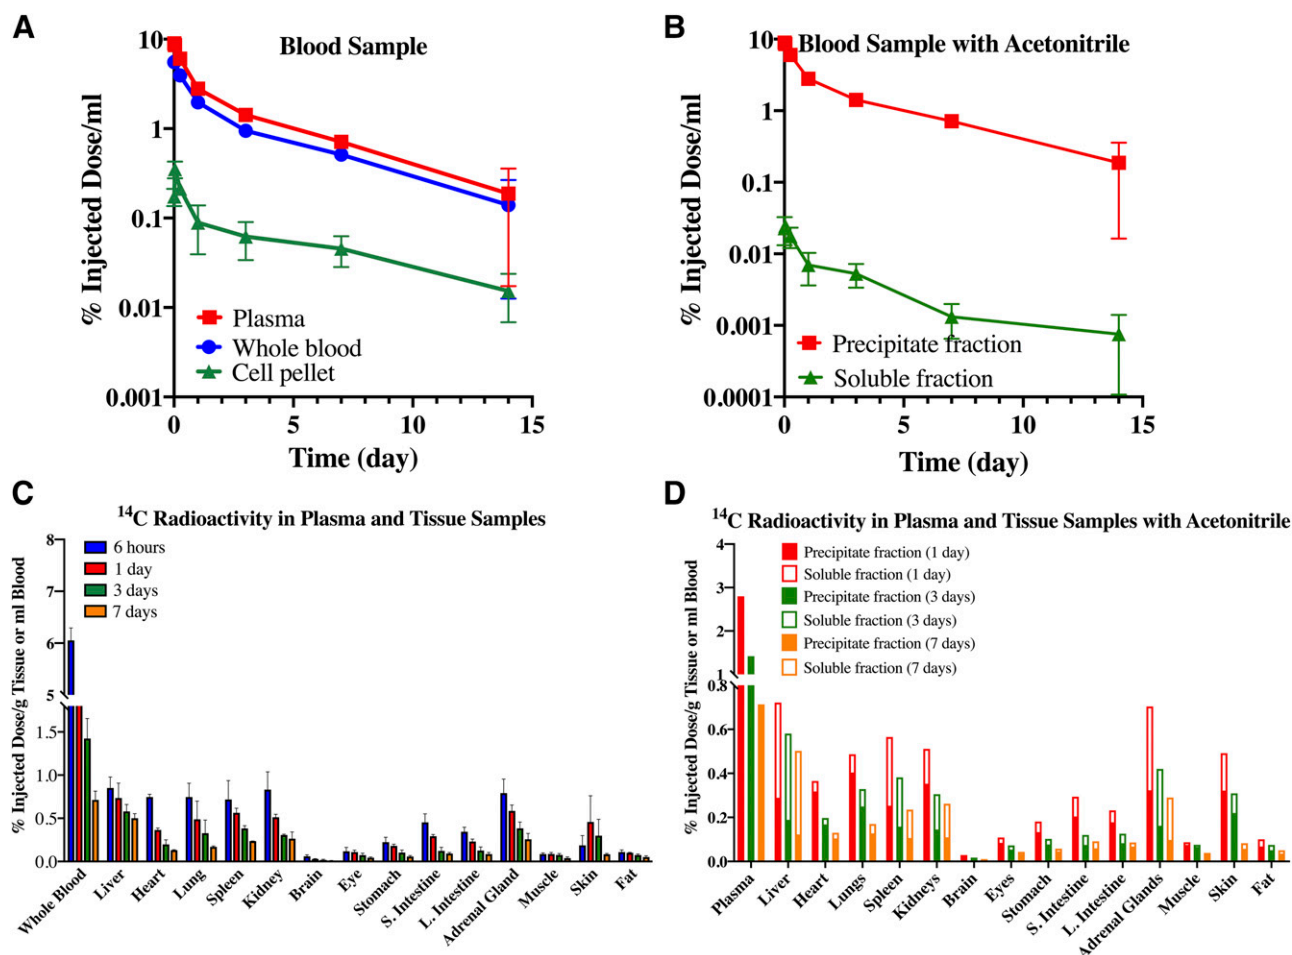 A
Blood Sample
% Injected Dose/ml
10
1
0.1
0.01
0.001
Plasma
Whole blood
Cell pellet
0
5
10
15
Time (day)
B
Blood Sample with Acetonitrile
% Injected Dose/ml
10
1
0.1
0.01
0.001
0.0001
Precipitate fraction
Soluble fraction
0
5
10
15
Time (day)
C
14C Radioactivity in Plasma and Tissue Samples
% Injected Dose/g Tissue or ml Blood
8
7
6
5
1.5
1.0
0.5
0.0
6 hours
1 day
3 days
7 days
Whole Blood
Liver
Heart
Lung
Spleen
Kidney
Brain
Eye
Stomach
S. Intestine
L. Intestine
Adrenal Gland
Muscle
Skin
Fat
D
14C Radioactivity in Plasma and Tissue Samples with Acetonitrile
% Injected Dose/g Tissue or ml Blood
4
3
2
1
0.8
0.6
0.4
0.2
0.0
Precipitate fraction (1 day)
Soluble fraction (1 day)
Precipitate fraction (3 days)
Soluble fraction (3 days)
Precipitate fraction (7 days)
Soluble fraction (7 days)
Plasma
Liver
Heart
Lungs
Spleen
Kidneys
Brain
Eyes
Stomach
S. Intestine
L. Intestine
Adrenal Glands
Muscle
Skin
Fat